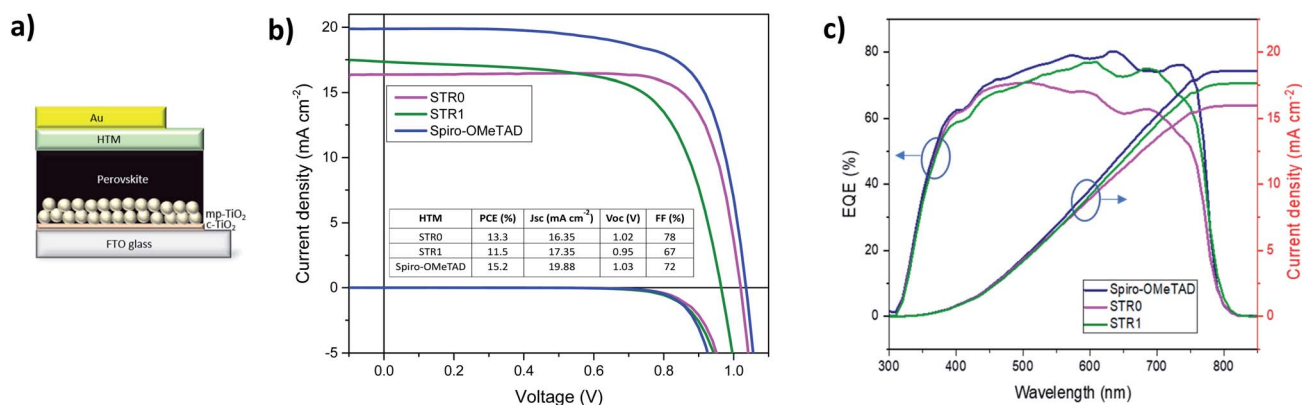 a)
Au
HTM
Perovskite
mp-TiO₂
c-TiO₂
FTO glass
b)
Current density (mA cm⁻²)
20
15
10
5
0
-5
STR0
STR1
Spiro-OMeTAD
HTM PCE (%) Jsc (mA cm⁻²) Voc (V) FF (%)
STR0 13.3 16.35 1.02 78
STR1 11.5 17.35 0.95 67
Spiro-OMeTAD 15.2 19.88 1.03 72
0.0 0.2 0.4 0.6 0.8 1.0
Voltage (V)
c)
EQE (%)
80
60
40
20
0
Current density (mA cm⁻²)
20
15
10
5
0
Spiro-OMeTAD
STR0
STR1
300 400 500 600 700 800
Wavelength (nm)